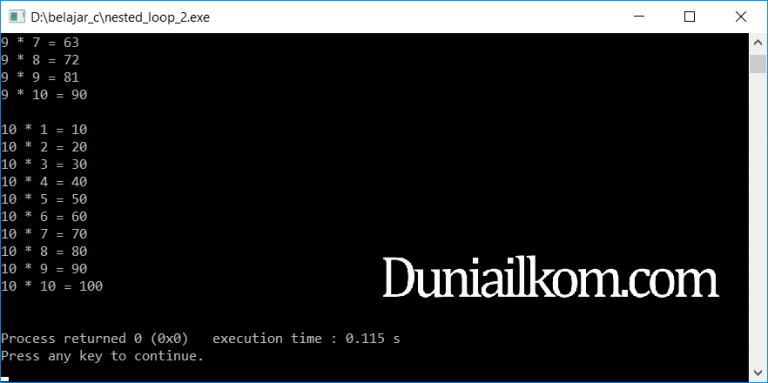 D:\belajar_c\nested_loop_2.exe
9 * 7 = 63
9 * 8 = 72
9 * 9 = 81
9 * 10 = 90
10 * 1 = 10
10 * 2 = 20
10 * 3 = 30
10 * 4 = 40
10 * 5 = 50
10 * 6 = 60
10 * 7 = 70
10 * 8 = 80
10 * 9 = 90
10 * 10 = 100
Duniailkom.com
Process returned 0 (0x0)   execution time : 0.115 s
Press any key to continue.